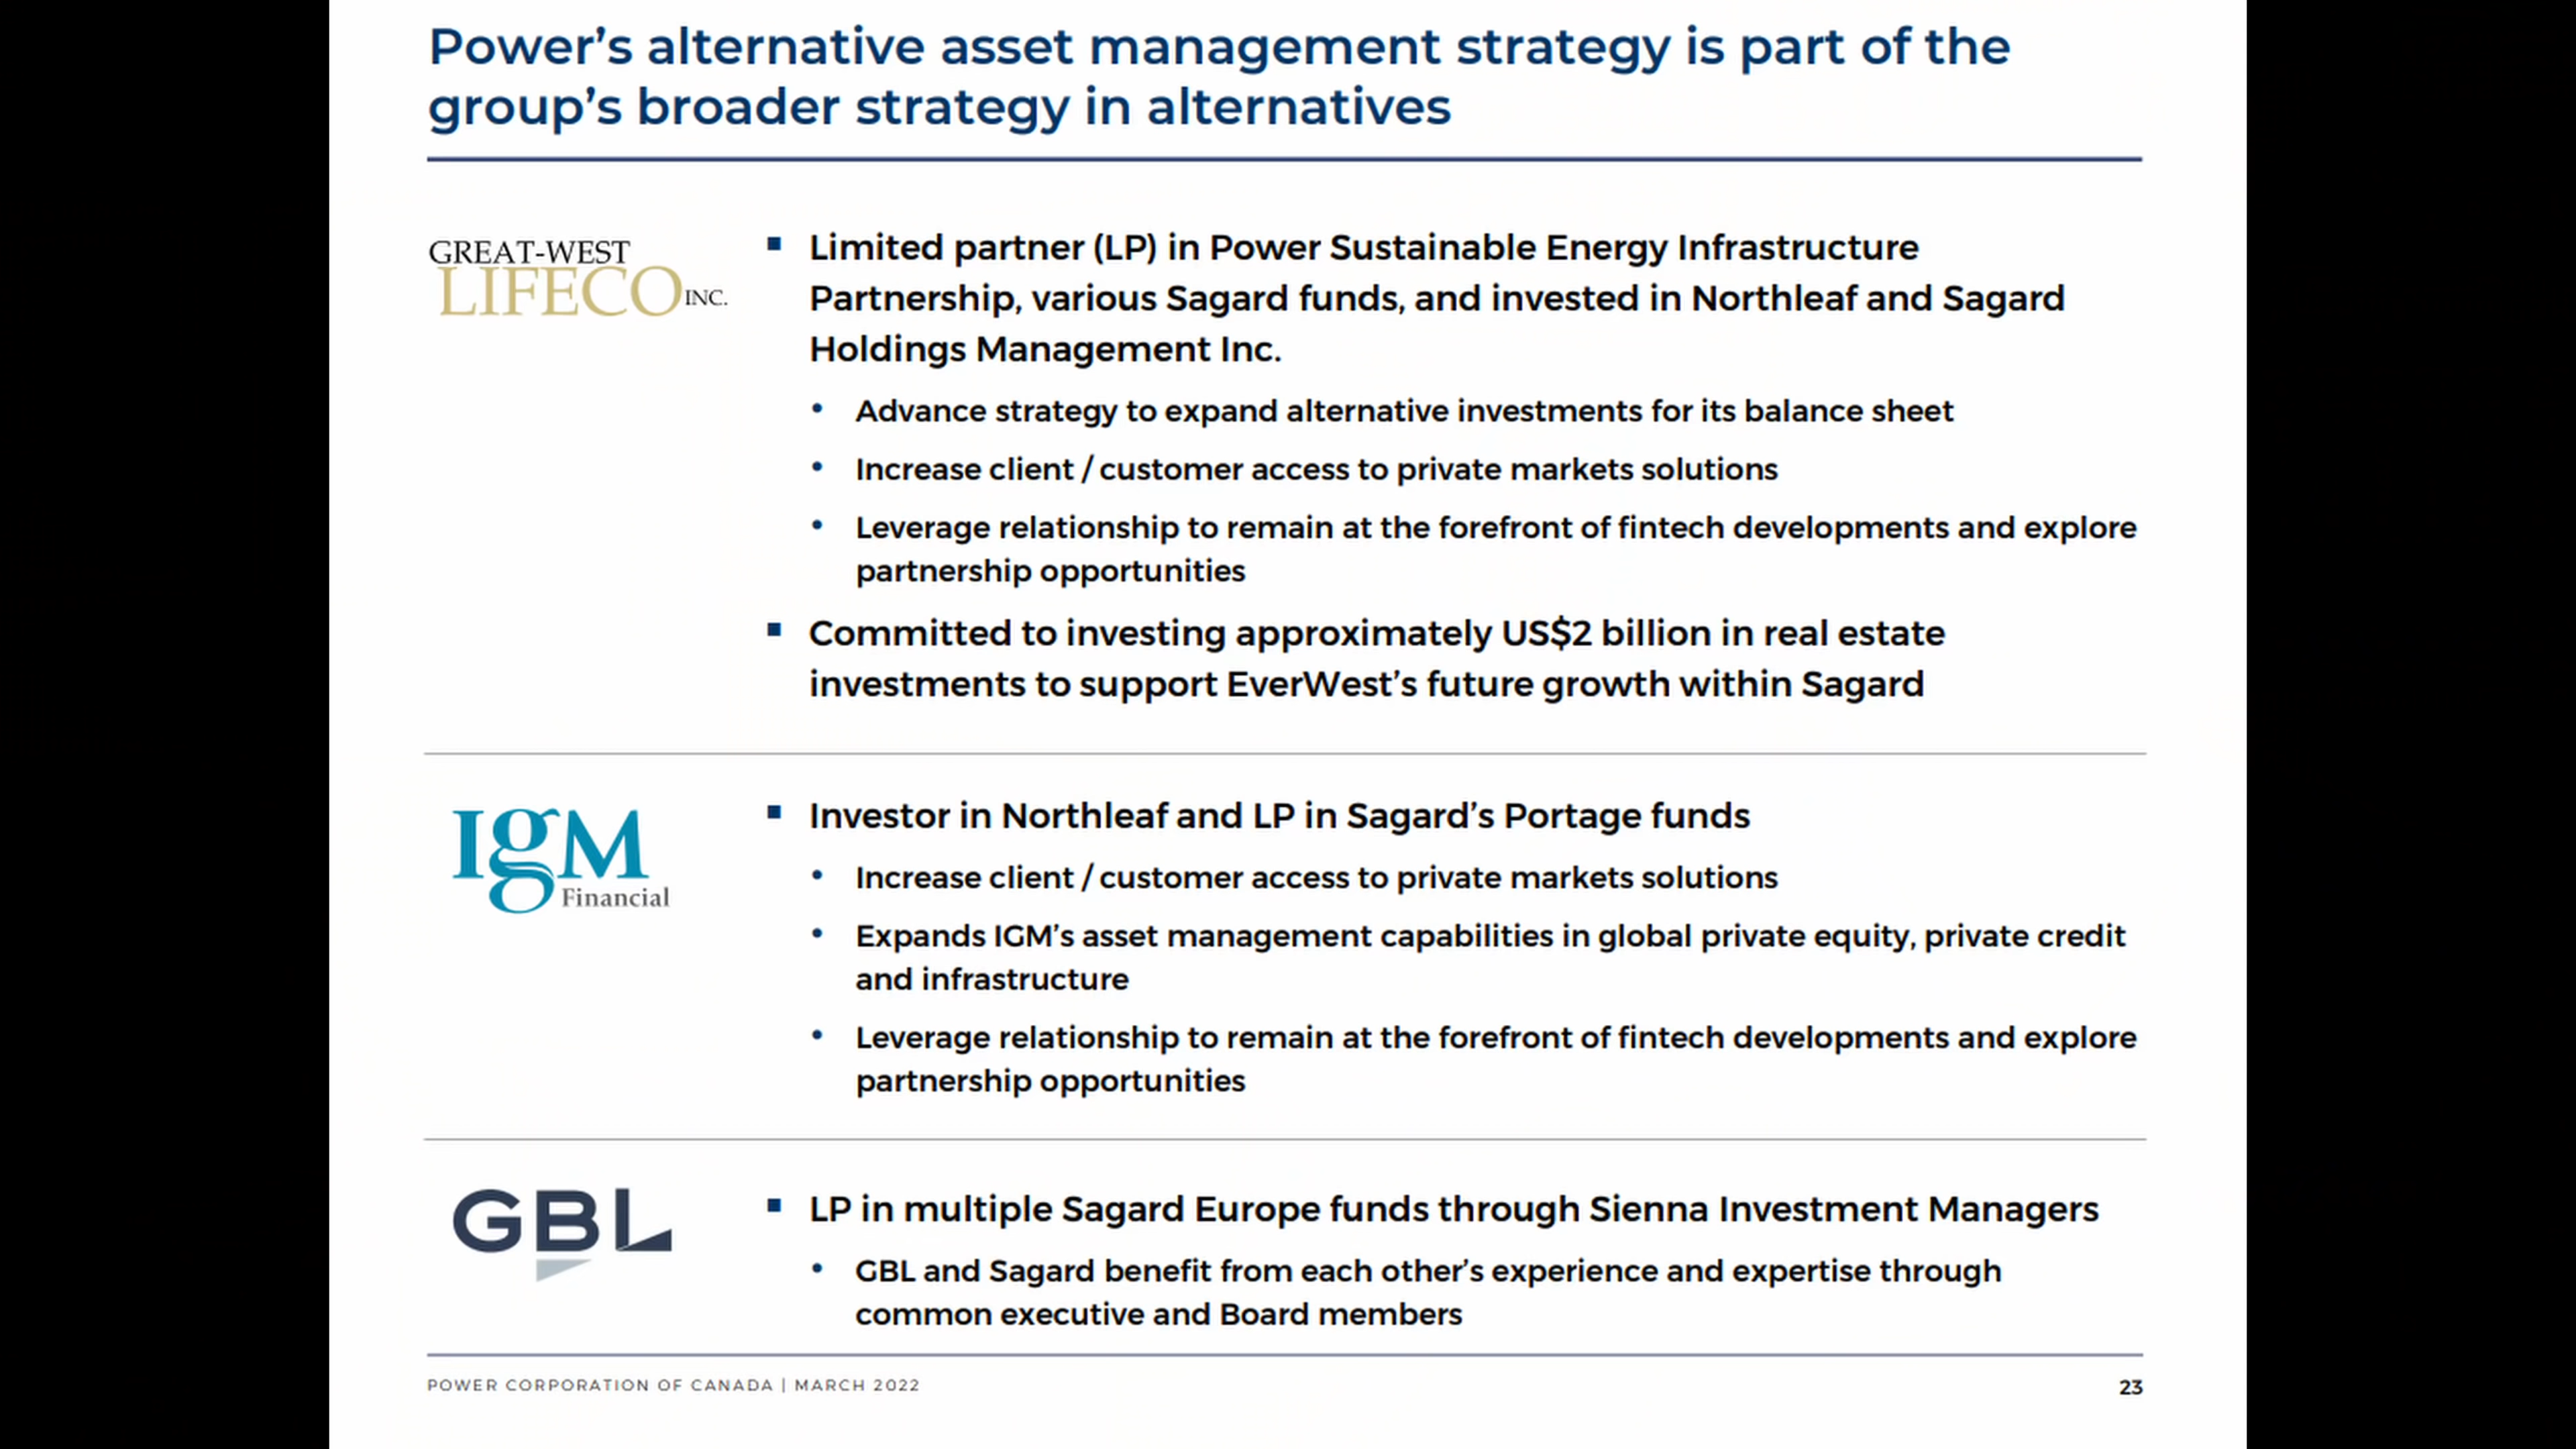 Power’s alternative asset management strategy is part of the
group’s broader strategy in alternatives
GREAT-WEST
LIFECO INC.
▪ Limited partner (LP) in Power Sustainable Energy Infrastructure
Partnership, various Sagard funds, and invested in Northleaf and Sagard
Holdings Management Inc.
• Advance strategy to expand alternative investments for its balance sheet
• Increase client / customer access to private markets solutions
• Leverage relationship to remain at the forefront of fintech developments and explore
partnership opportunities
▪ Committed to investing approximately US$2 billion in real estate
investments to support EverWest’s future growth within Sagard
IgM
Financial
▪ Investor in Northleaf and LP in Sagard’s Portage funds
• Increase client / customer access to private markets solutions
• Expands IGM’s asset management capabilities in global private equity, private credit
and infrastructure
• Leverage relationship to remain at the forefront of fintech developments and explore
partnership opportunities
GBL
▪ LP in multiple Sagard Europe funds through Sienna Investment Managers
• GBL and Sagard benefit from each other’s experience and expertise through
common executive and Board members
POWER CORPORATION OF CANADA | MARCH 2022
23